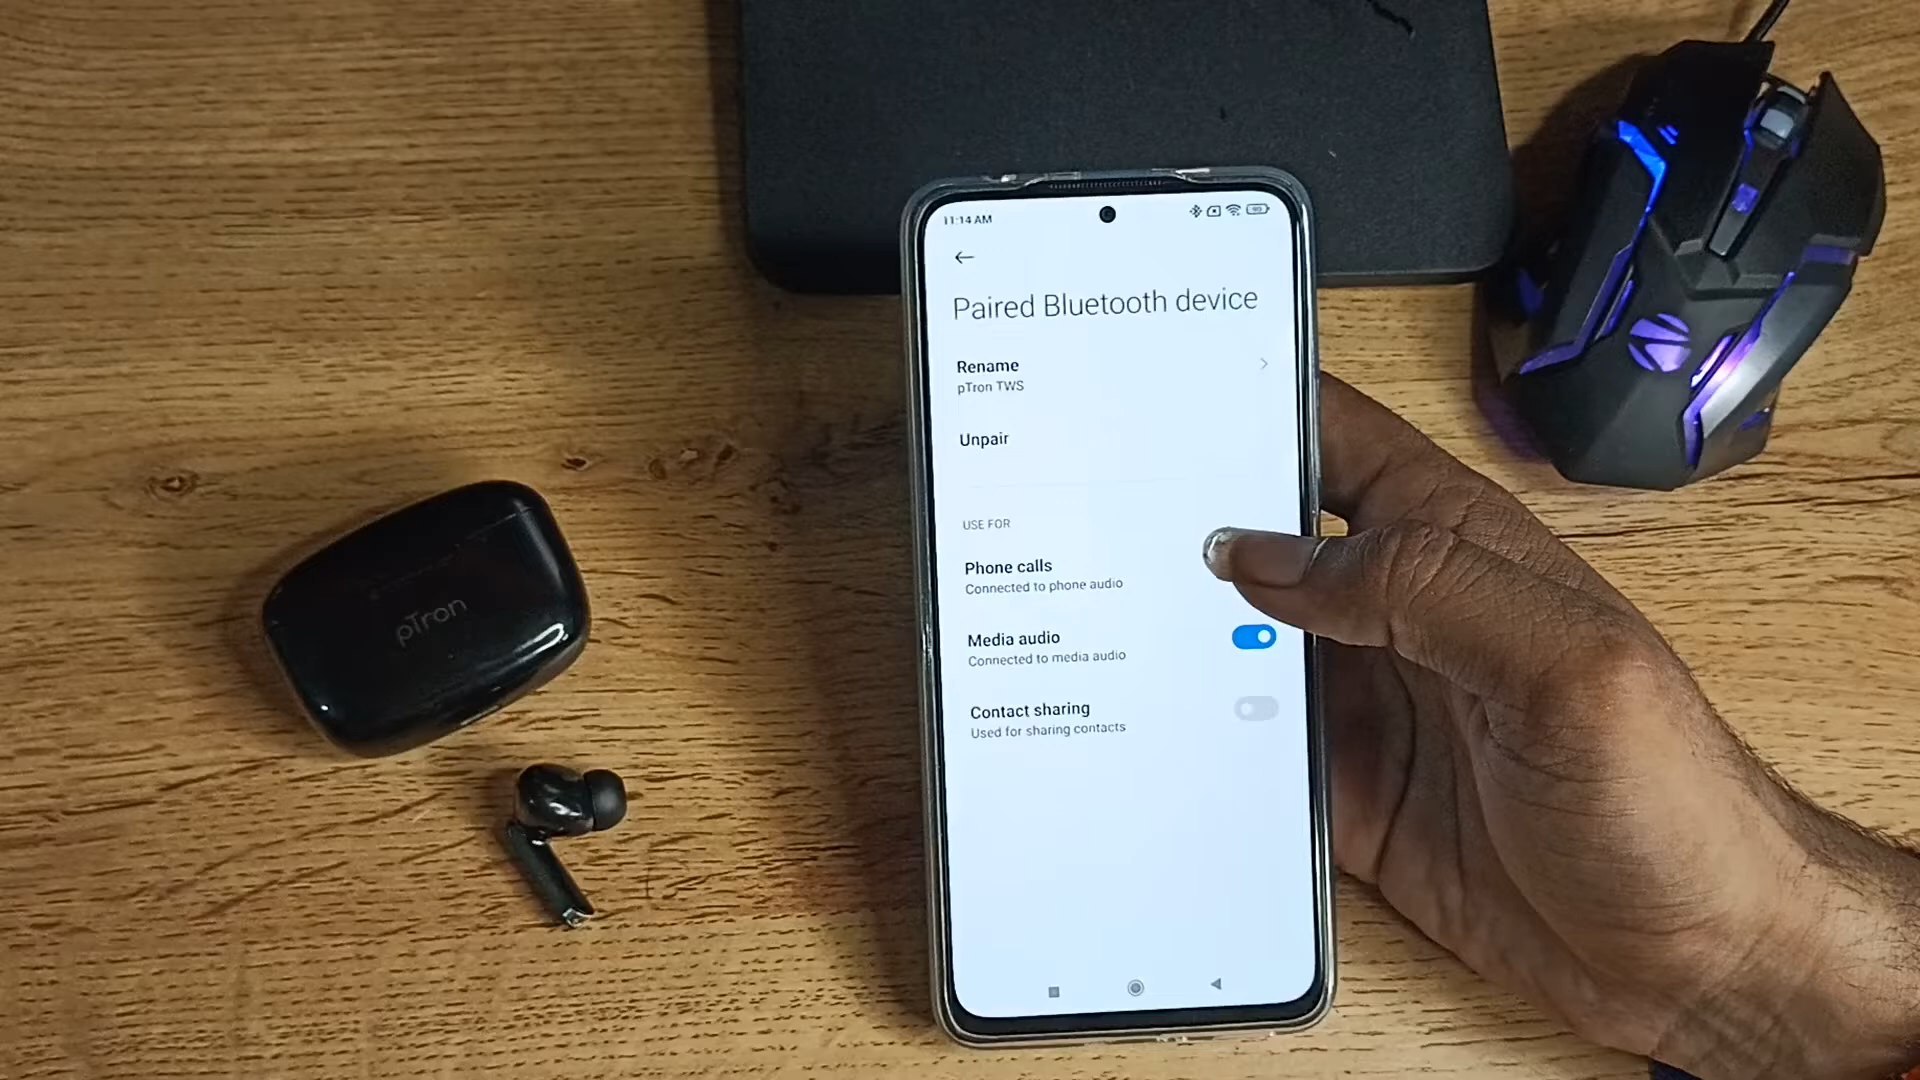 11:14 AM
90
Paired Bluetooth device
Rename
pTron TWS
Unpair
USE FOR
Phone calls
Connected to phone audio
Media audio
Connected to media audio
Contact sharing
Used for sharing contacts
pTron